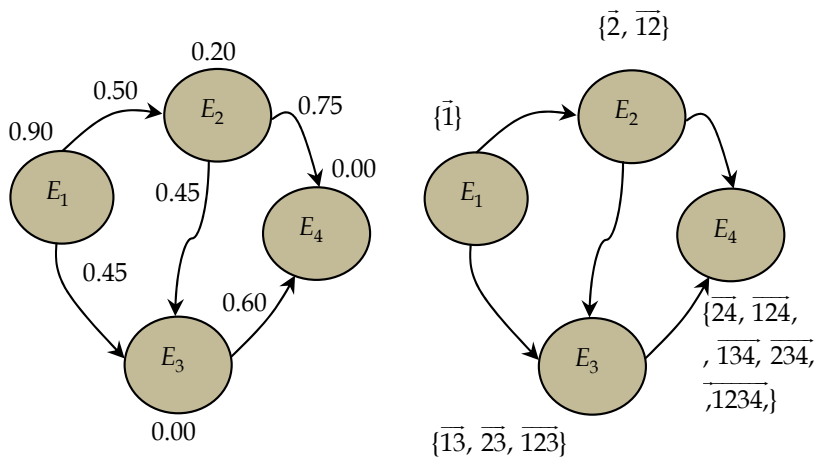 0.20
0.50
E₂
0.75
0.90
0.00
E₁
0.45
E₄
0.45
0.60
E₃
0.00
{2⃗, 12⃗}
E₂
{1⃗}
E₁
E₄
{24⃗, 124⃗,
, 134⃗, 234⃗,
,1234,⃗}
E₃
{13⃗, 23⃗, 123⃗}